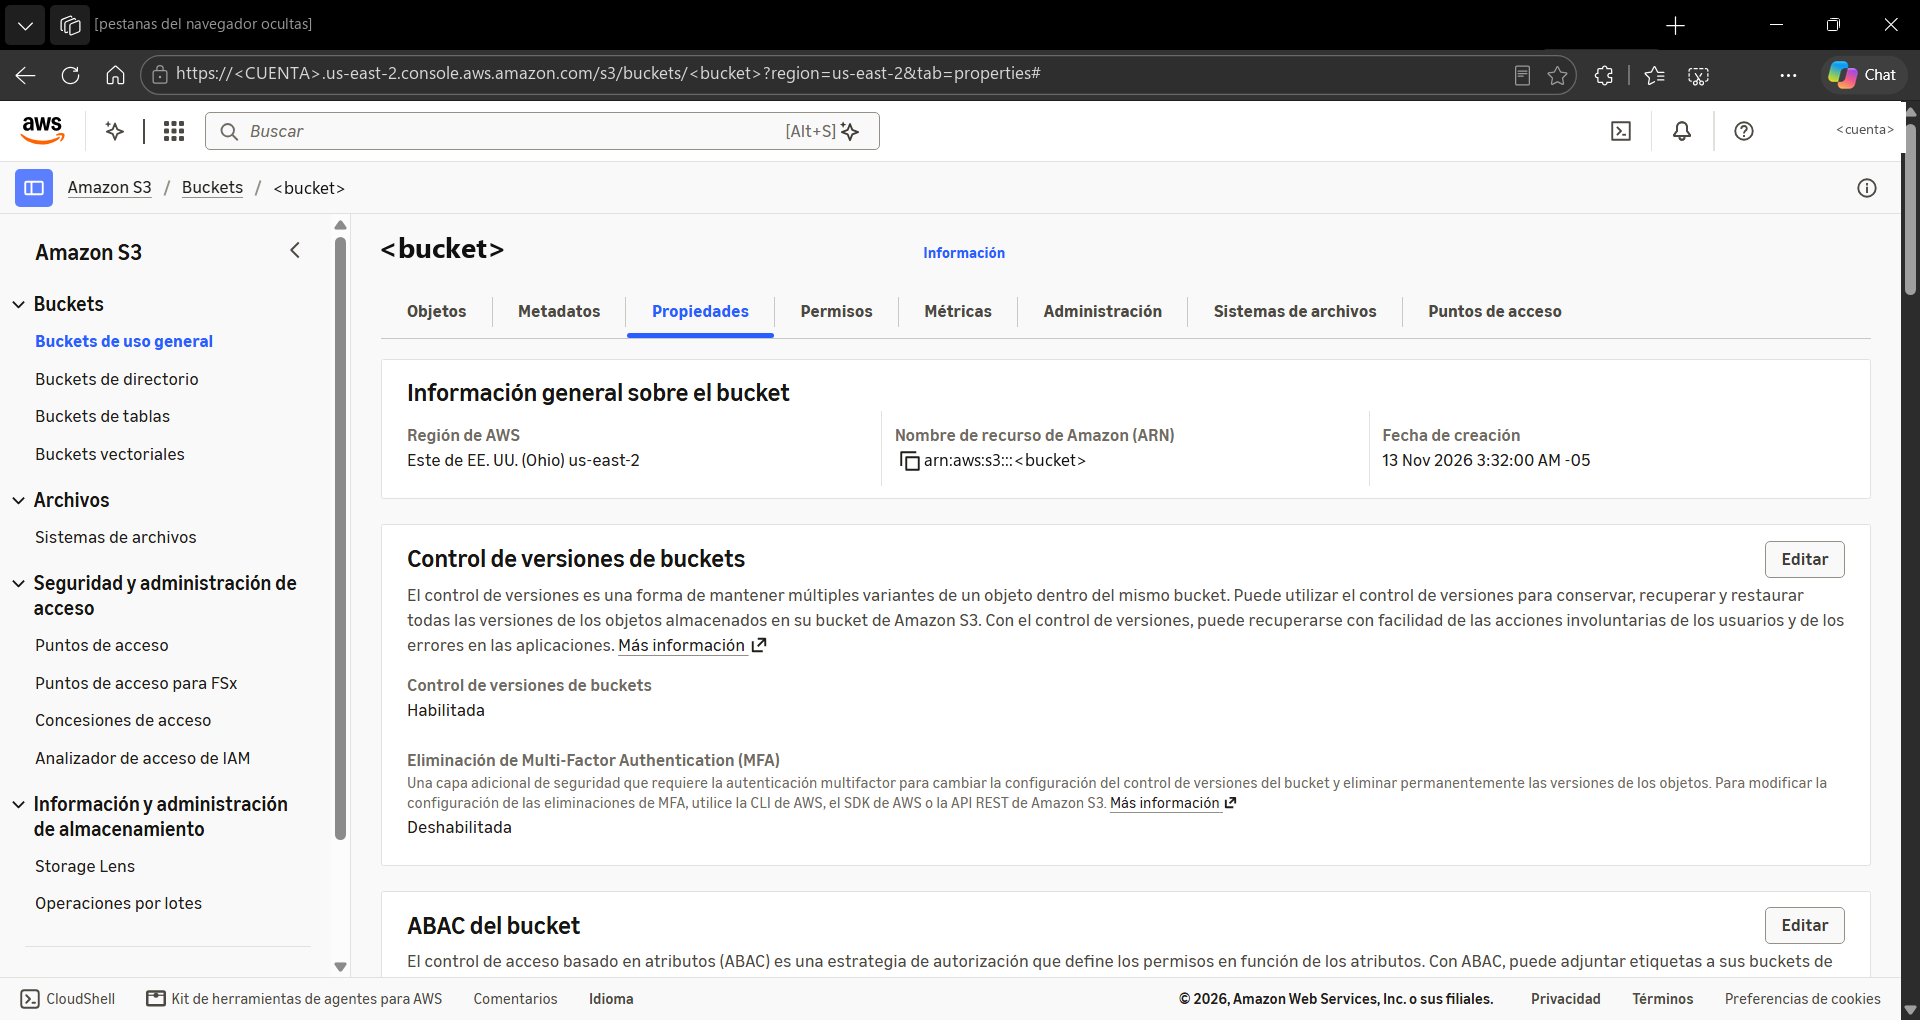 [pestanas del navegador ocultas]
https://<CUENTA>.us-east-2.console.aws.amazon.com/s3/buckets/<bucket>?region=us-east-2&tab=properties#
Chat
aws
Buscar
[Alt+S]
<cuenta>
Amazon S3 / Buckets / <bucket>
Amazon S3
Buckets
Buckets de uso general
Buckets de directorio
Buckets de tablas
Buckets vectoriales
Archivos
Sistemas de archivos
Seguridad y administración de
acceso
Puntos de acceso
Puntos de acceso para FSx
Concesiones de acceso
Analizador de acceso de IAM
Información y administración
de almacenamiento
Storage Lens
Operaciones por lotes
<bucket>
Información
Objetos
Metadatos
Propiedades
Permisos
Métricas
Administración
Sistemas de archivos
Puntos de acceso
Información general sobre el bucket
Región de AWS
Este de EE. UU. (Ohio) us-east-2
Nombre de recurso de Amazon (ARN)
arn:aws:s3:::<bucket>
Fecha de creación
13 Nov 2026 3:32:00 AM -05
Control de versiones de buckets
Editar
El control de versiones es una forma de mantener múltiples variantes de un objeto dentro del mismo bucket. Puede utilizar el control de versiones para conservar, recuperar y restaurar
todas las versiones de los objetos almacenados en su bucket de Amazon S3. Con el control de versiones, puede recuperarse con facilidad de las acciones involuntarias de los usuarios y de los
errores en las aplicaciones. Más información
Control de versiones de buckets
Habilitada
Eliminación de Multi-Factor Authentication (MFA)
Una capa adicional de seguridad que requiere la autenticación multifactor para cambiar la configuración del control de versiones del bucket y eliminar permanentemente las versiones de los objetos. Para modificar la
configuración de las eliminaciones de MFA, utilice la CLI de AWS, el SDK de AWS o la API REST de Amazon S3. Más información
Deshabilitada
ABAC del bucket
Editar
El control de acceso basado en atributos (ABAC) es una estrategia de autorización que define los permisos en función de los atributos. Con ABAC, puede adjuntar etiquetas a sus buckets de
CloudShell
Kit de herramientas de agentes para AWS
Comentarios
Idioma
© 2026, Amazon Web Services, Inc. o sus filiales.
Privacidad
Términos
Preferencias de cookies